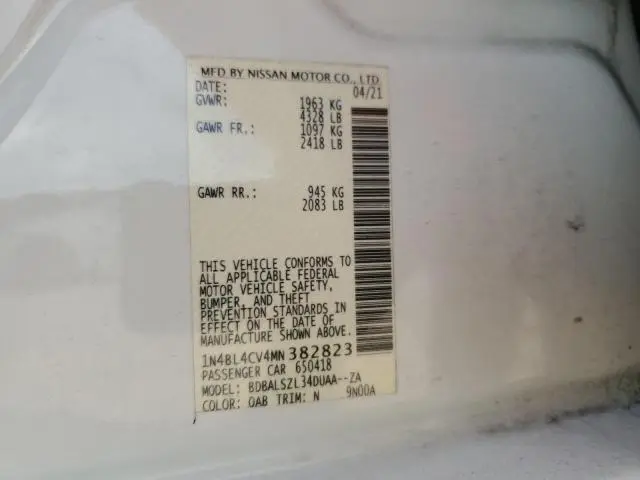 MFD BY NISSAN MOTOR CO., LTD
DATE: 04/21
GVWR: 1963 KG
4328 LB
GAWR FR.: 1097 KG
2418 LB
GAWR RR.: 945 KG
2083 LB
THIS VEHICLE CONFORMS TO
ALL APPLICABLE FEDERAL
MOTOR VEHICLE SAFETY,
BUMPER, AND THEFT
PREVENTION STANDARDS IN
EFFECT ON THE DATE OF
MANUFACTURE SHOWN ABOVE.
1N4BL4CV4MN382823
PASSENGER CAR 650418
MODEL: BDBALSZL34DUAA--ZA
COLOR: QAB TRIM: N 9N00A